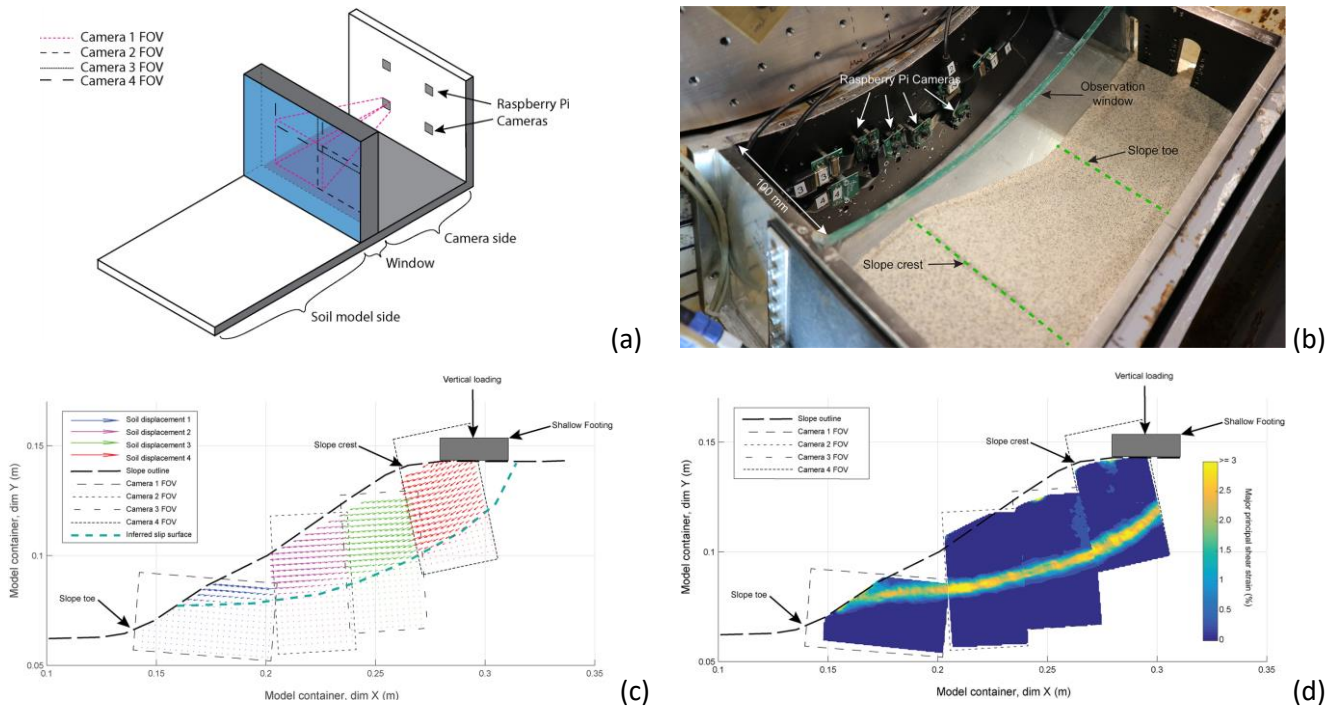 Camera 1 FOV
Camera 2 FOV
Camera 3 FOV
Camera 4 FOV
Raspberry Pi
Cameras
Camera side
Window
Soil model side
(a)
Raspberry Pi Cameras
Observation
window
Slope toe
100 mm
Slope crest
3
3
4
4
(b)
Vertical loading
Shallow Footing
Slope crest
Soil displacement 1
Soil displacement 2
Soil displacement 3
Soil displacement 4
Slope outline
Camera 1 FOV
Camera 2 FOV
Camera 3 FOV
Camera 4 FOV
Inferred slip surface
Slope toe
Model container, dim Y (m)
0.15
0.1
0.05
0.1 0.15 0.2 0.25 0.3 0.35
Model container, dim X (m)
(c)
Vertical loading
Shallow Footing
Slope crest
Slope outline
Camera 1 FOV
Camera 2 FOV
Camera 3 FOV
Camera 4 FOV
Slope toe
Model container, dim Y (m)
0.15
0.1
0.05
0.1 0.15 0.2 0.25 0.3
Model container, dim X (m)
>= 3
2.5
2.0
1.5
1
0.5
0
Major principal shear strain (%)
(d)